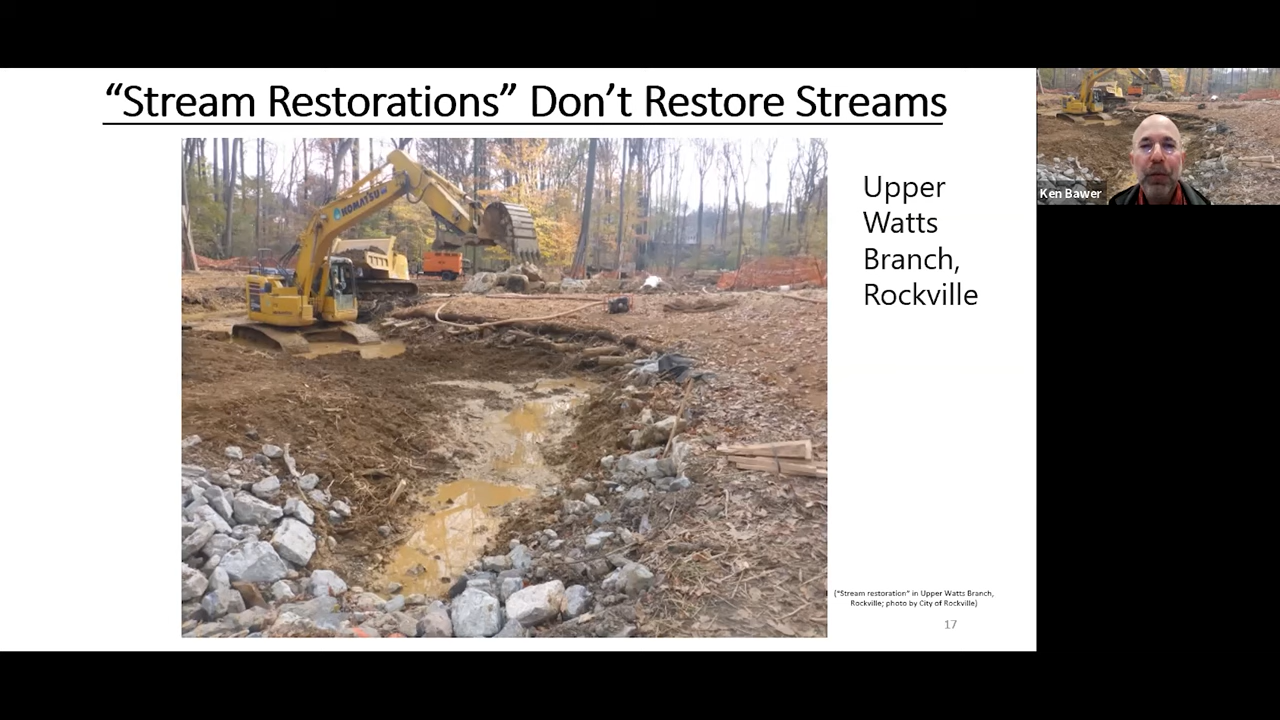 “Stream Restorations” Don’t Restore Streams
KOMATSU
Upper
Watts
Branch,
Rockville
Ken Bawer
(“Stream restoration” in Upper Watts Branch,
Rockville; photo by City of Rockville)
17